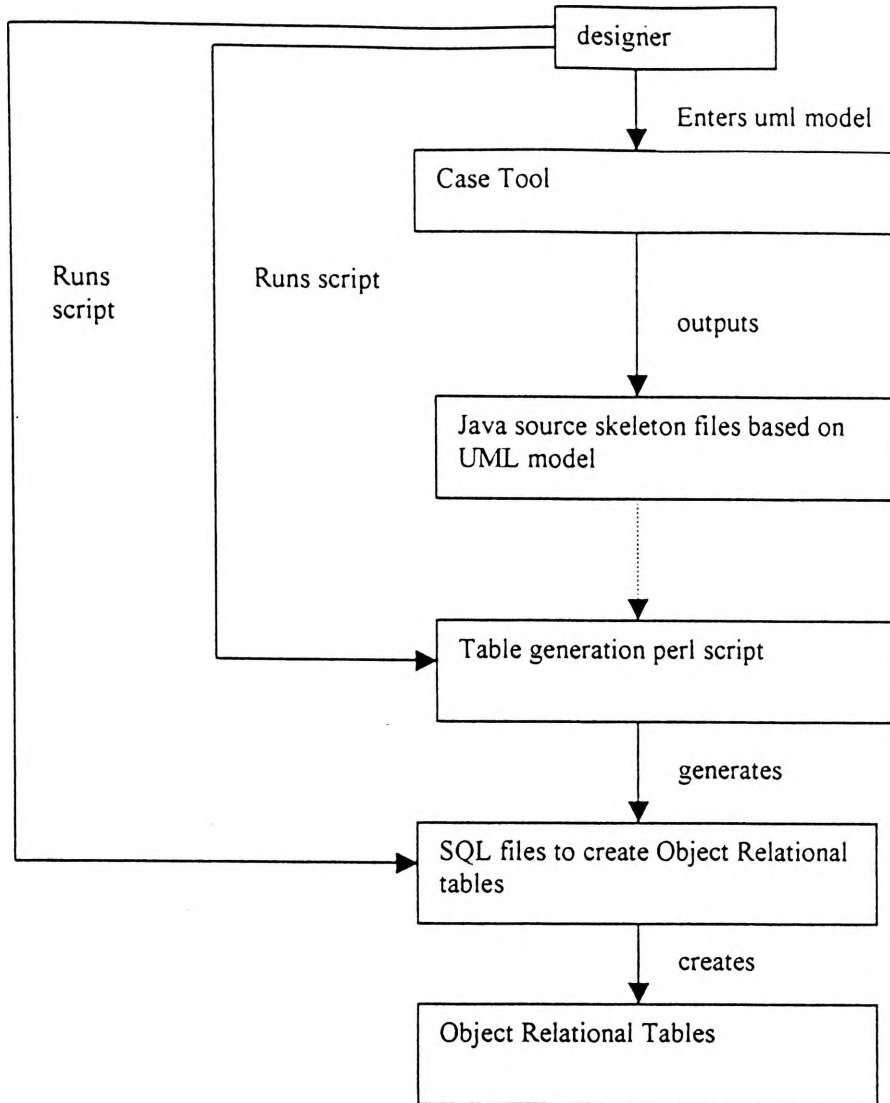 designer
Enters uml model
Case Tool
Runs
script
Runs script
outputs
Java source skeleton files based on
UML model
Table generation perl script
generates
SQL files to create Object Relational
tables
creates
Object Relational Tables